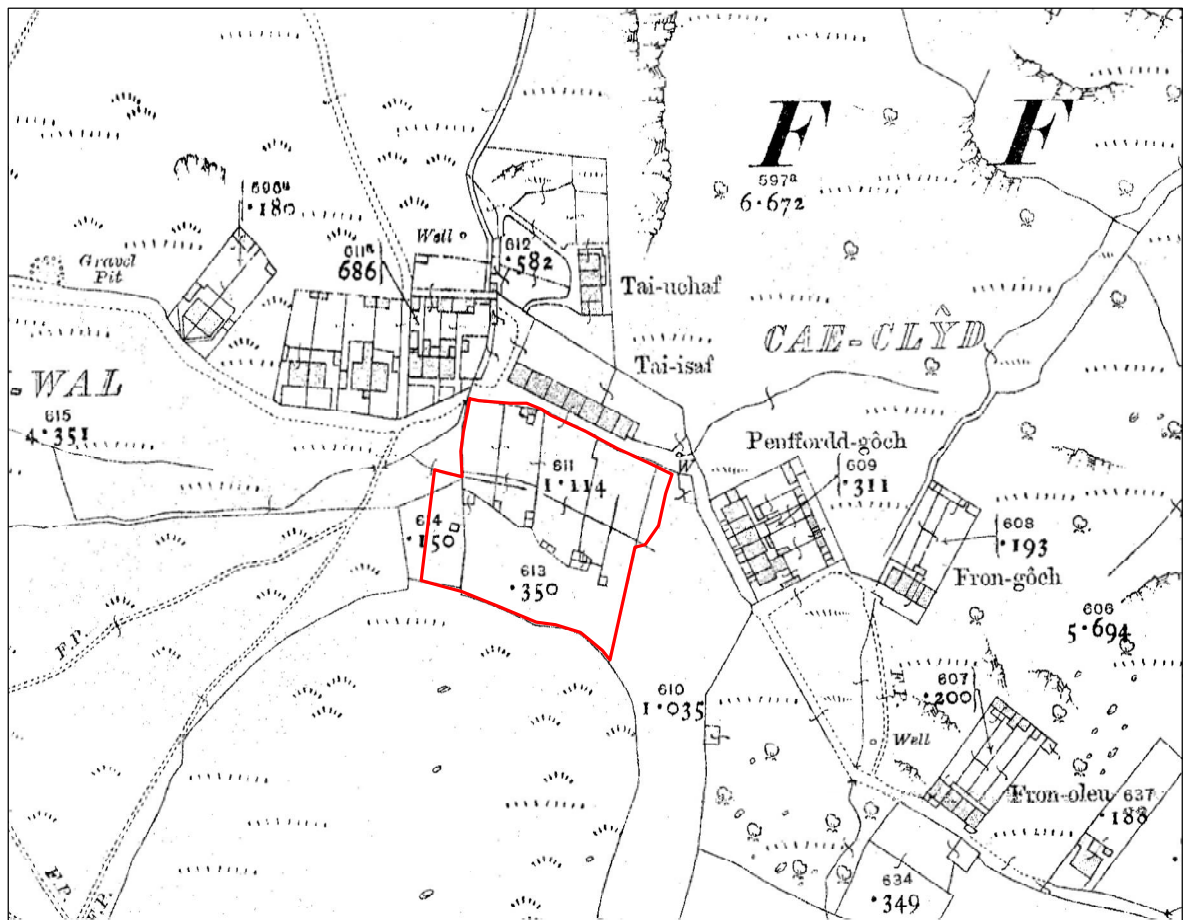 F F
597a
6·672
·180
Gravel
Pit
611a
686
Well
612
·582
Tai-uchaf
CAE-CLŶD
Tai-isaf
WAL
615
4·351
Penffordd-gôch
609
·311
611
1·114
W
608
·193
Fron-gôch
614
·150
613
·350
606
5·694
F.P.
607
·200
F.P.
610
1·035
Well
Fron-oleu
637
·188
F.P.
F.P.
634
·349